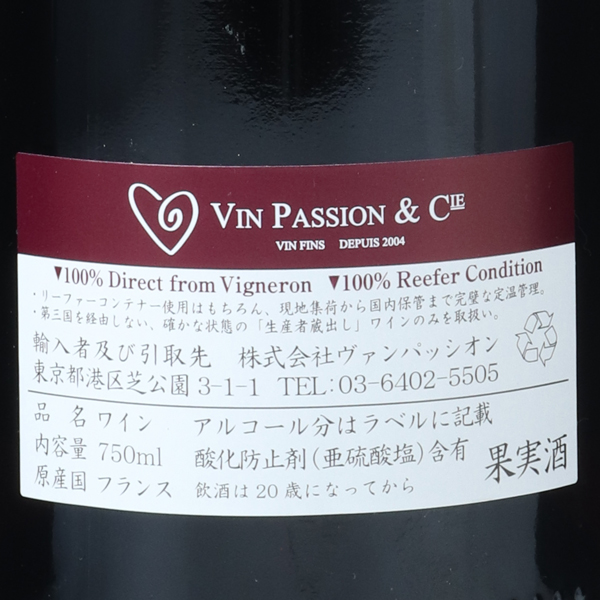 VIN PASSION & CIE
VIN FINS DEPUIS 2004
▼100% Direct from Vigneron ▼100% Reefer Condition
・リーファーコンテナー使用はもちろん、現地集荷から国内保管まで完璧な定温管理。
・第三国を経由しない、確かな状態の「生産者蔵出し」ワインのみを取扱い。
輸入者及び引取先 株式会社ヴァンパッシオン
東京都港区芝公園3-1-1 TEL:03-6402-5505
品 名 ワイン アルコール分はラベルに記載
内容量 750ml 酸化防止剤(亜硫酸塩)含有
原産国 フランス 飲酒は20歳になってから
果実酒